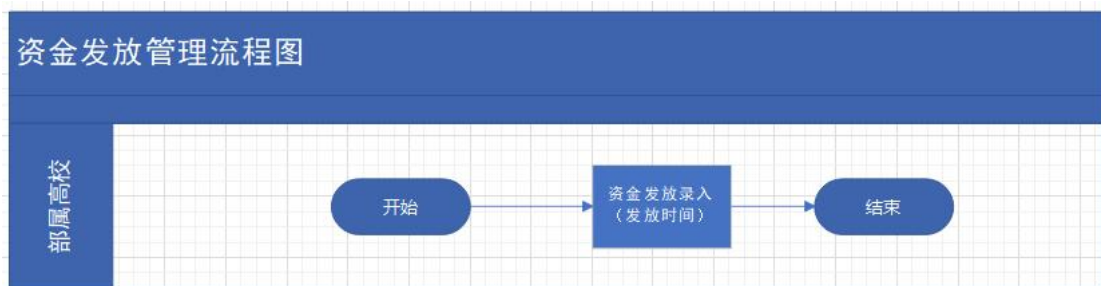 资金发放管理流程图
部属高校
开始
资金发放录入
（发放时间）
结束